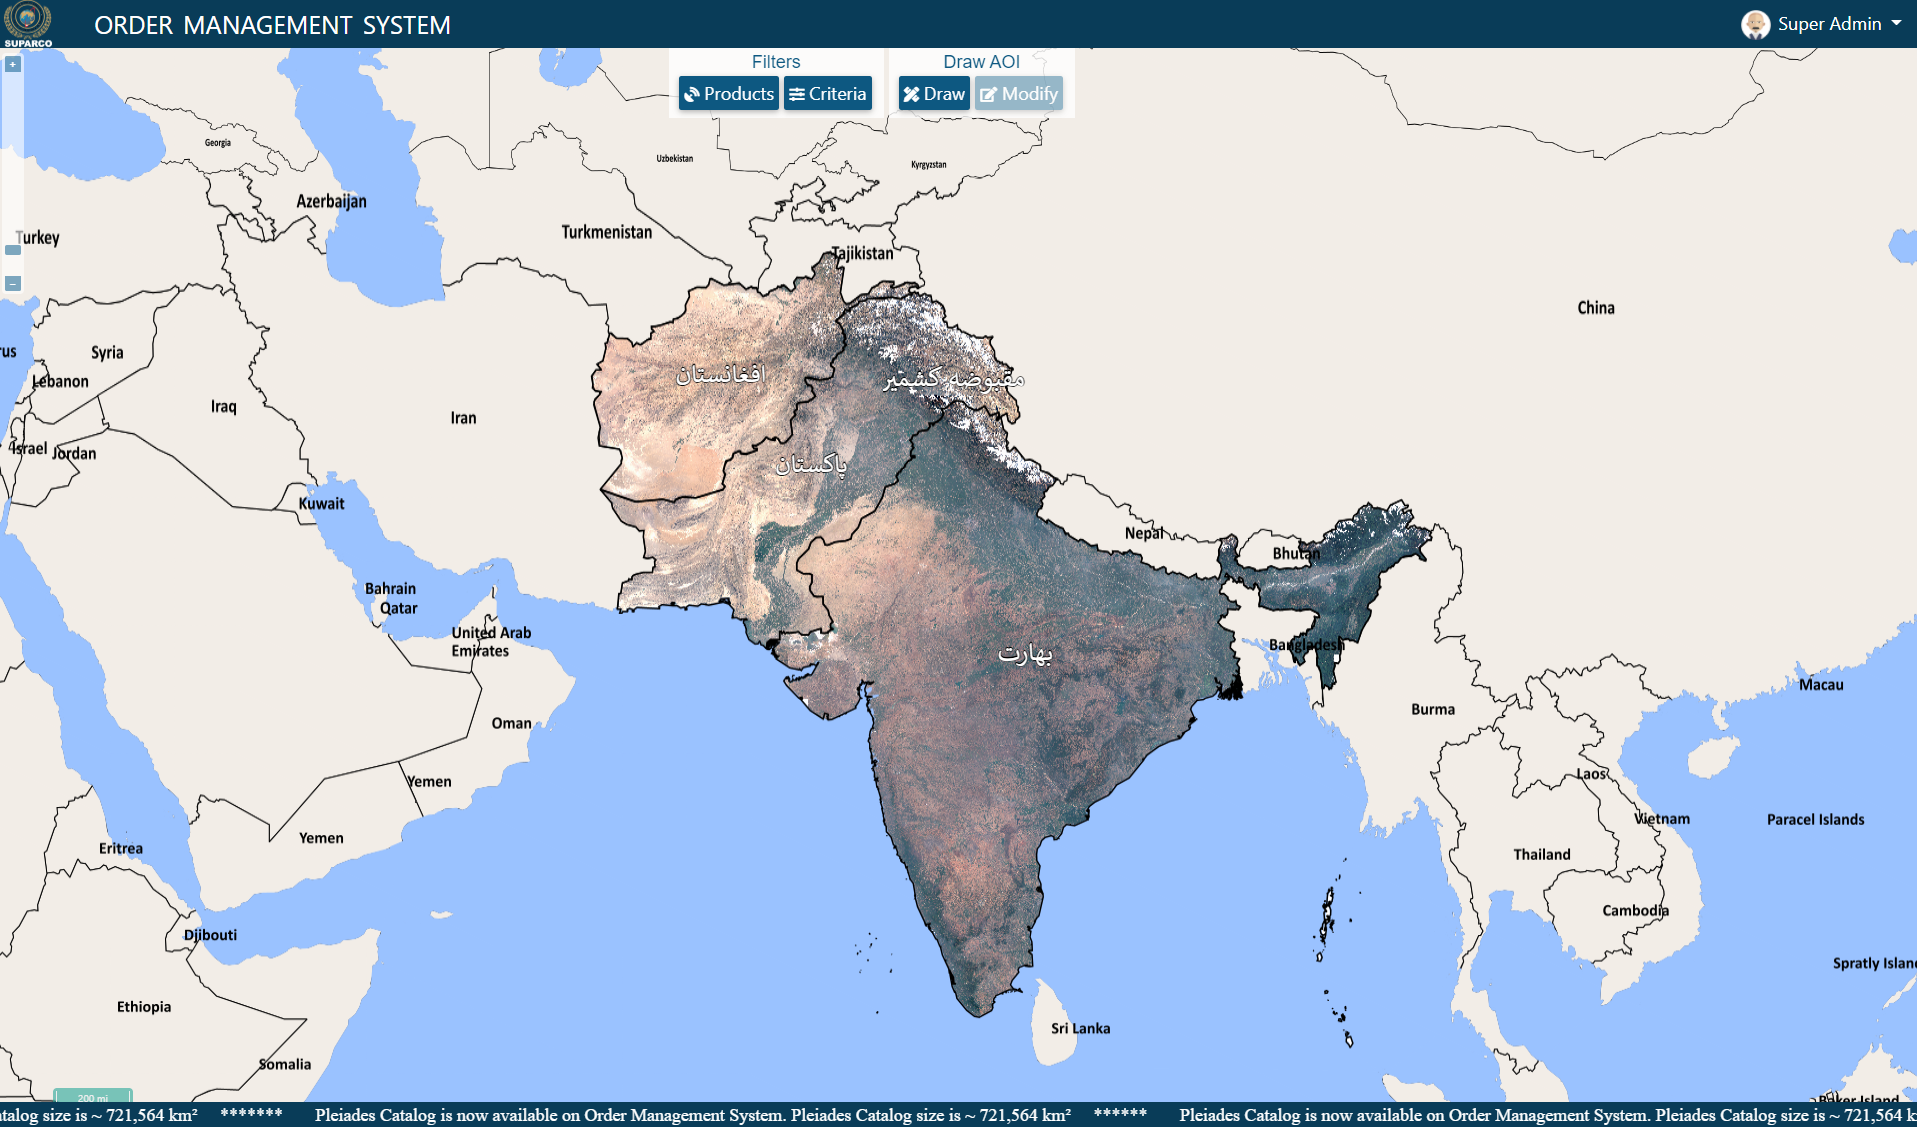 SUPARCO
ORDER MANAGEMENT SYSTEM
Super Admin
Filters
Products
Criteria
Draw AOI
Draw
Modify
Georgia
Uzbekistan
Kyrgyzstan
Azerbaijan
Turkey
Turkmenistan
Tajikistan
China
Syria
rus
Lebanon
Iraq
Iran
افغانستان
مقبوضہ کشمیر
Israel
Jordan
پاکستان
Kuwait
Nepal
Bhutan
Bahrain
Qatar
United Arab
Emirates
بھارت
Bangladesh
Macau
Burma
Oman
Yemen
Laos
Vietnam
Paracel Islands
Yemen
Eritrea
Thailand
Cambodia
Djibouti
Spratly Islan
Ethiopia
Sri Lanka
Somalia
200 mi
Baker Island
atalog size is ~ 721,564 km² ******* Pleiades Catalog is now available on Order Management System. Pleiades Catalog size is ~ 721,564 km² ****** Pleiades Catalog is now available on Order Management System. Pleiades Catalog size is ~ 721,564 k